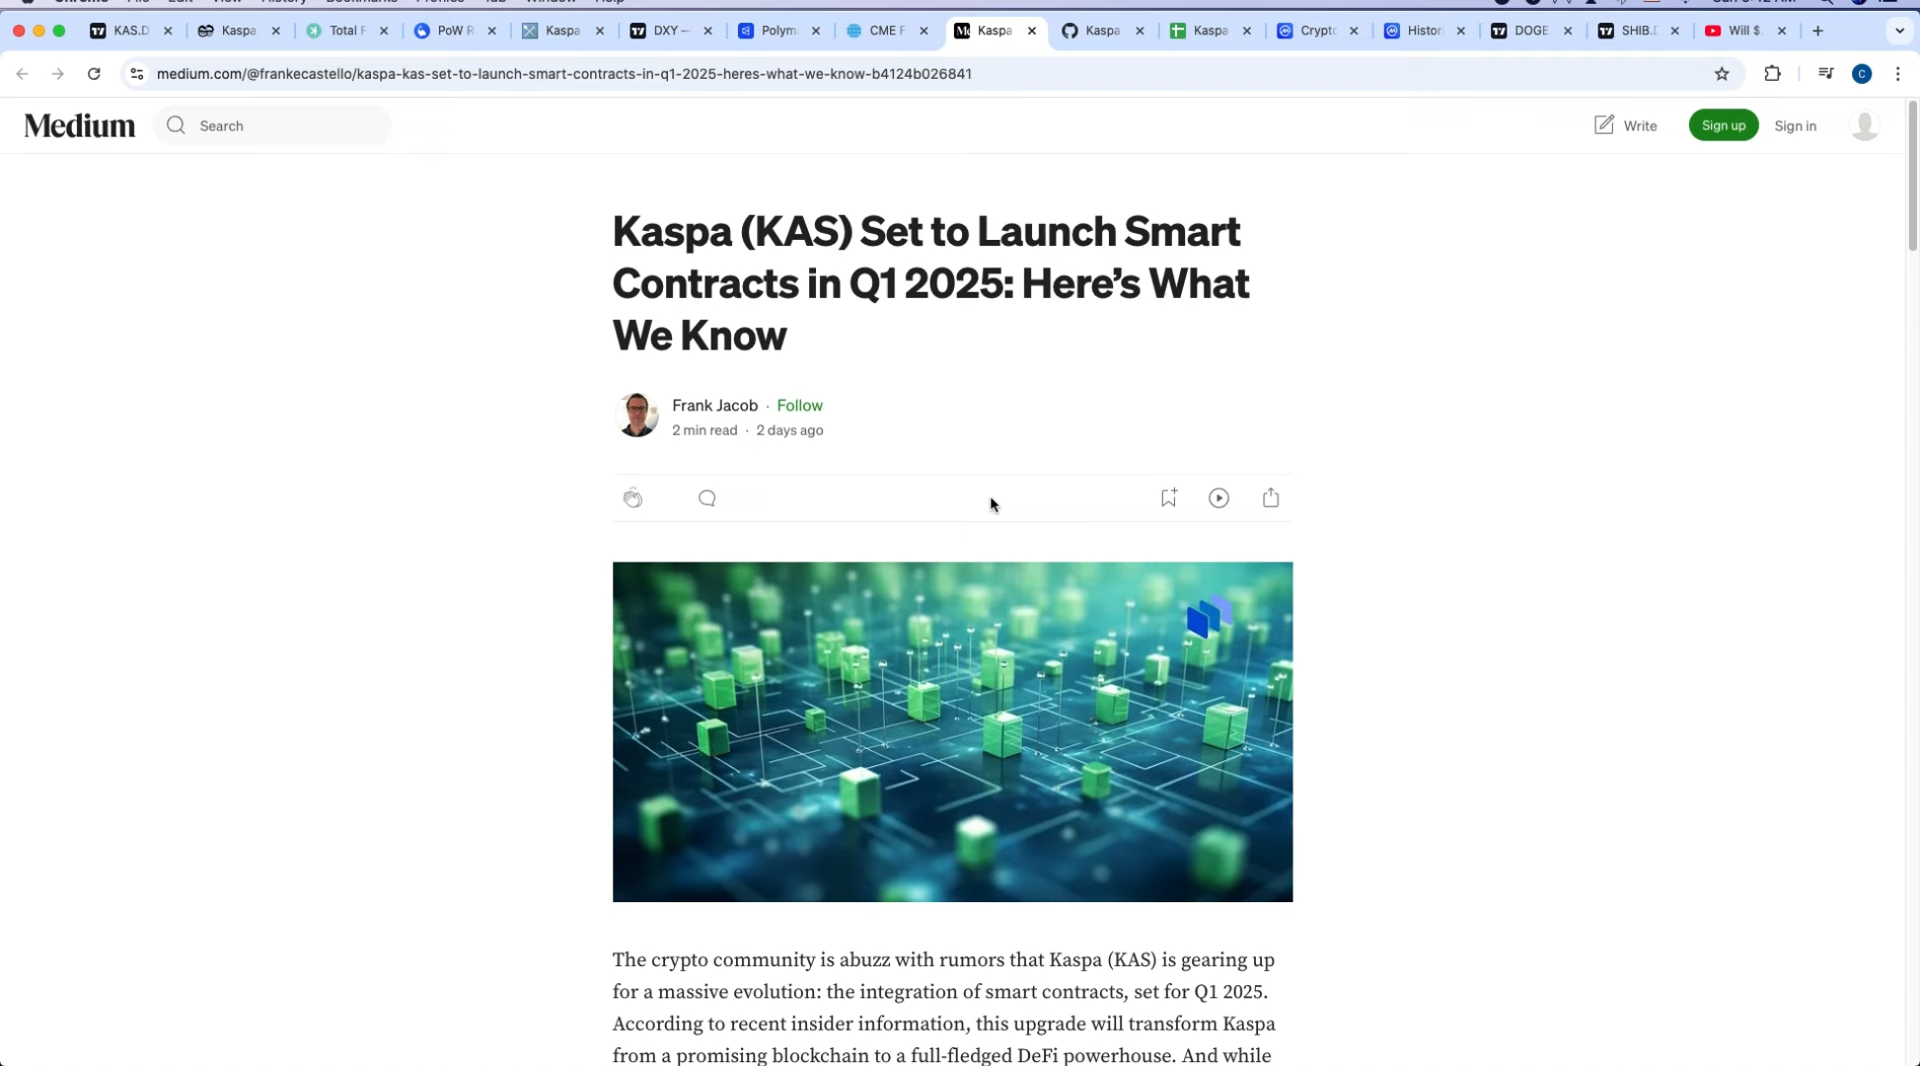 KAS.D
Kaspa
Total F
PoW R
Kaspa
DXY —
Polym
CME F
Kaspa
Kaspa
Kaspa
Crypto
Histor
DOGE
SHIB.D
Will $
medium.com/@frankecastello/kaspa-kas-set-to-launch-smart-contracts-in-q1-2025-heres-what-we-know-b4124b026841
C
Medium
Search
Write
Sign up
Sign in
Kaspa (KAS) Set to Launch Smart
Contracts in Q1 2025: Here's What
We Know
Frank Jacob · Follow
2 min read · 2 days ago
The crypto community is abuzz with rumors that Kaspa (KAS) is gearing up
for a massive evolution: the integration of smart contracts, set for Q1 2025.
According to recent insider information, this upgrade will transform Kaspa
from a promising blockchain to a full-fledged DeFi powerhouse. And while